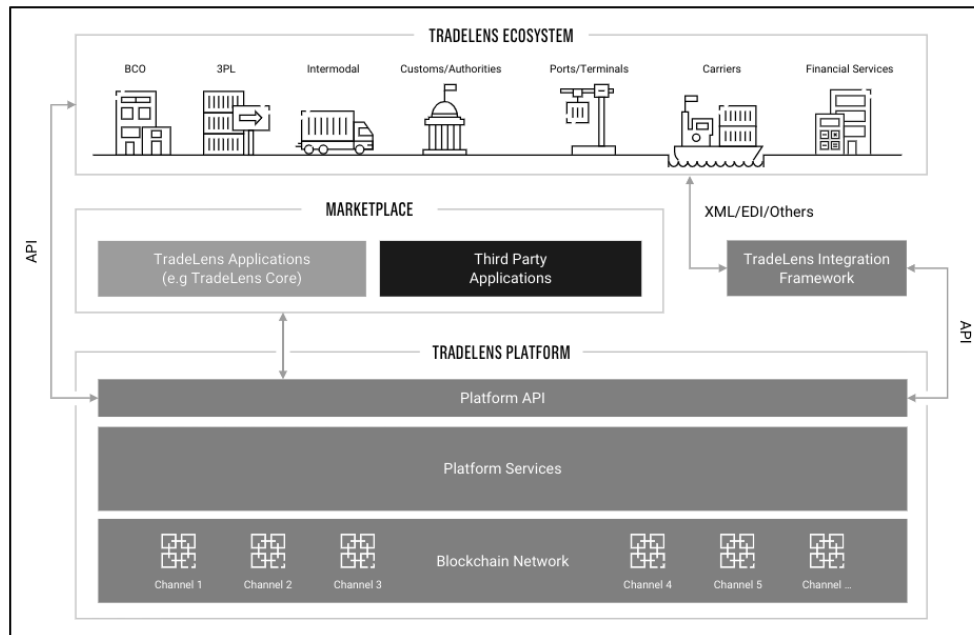 TRADELENS ECOSYSTEM
BCO
3PL
Intermodal
Customs/Authorities
Ports/Terminals
Carriers
Financial Services
API
XML/EDI/Others
MARKETPLACE
TradeLens Applications
(e.g TradeLens Core)
Third Party
Applications
TradeLens Integration
Framework
API
TRADELENS PLATFORM
Platform API
Platform Services
Blockchain Network
Channel 1
Channel 2
Channel 3
Channel 4
Channel 5
Channel ...